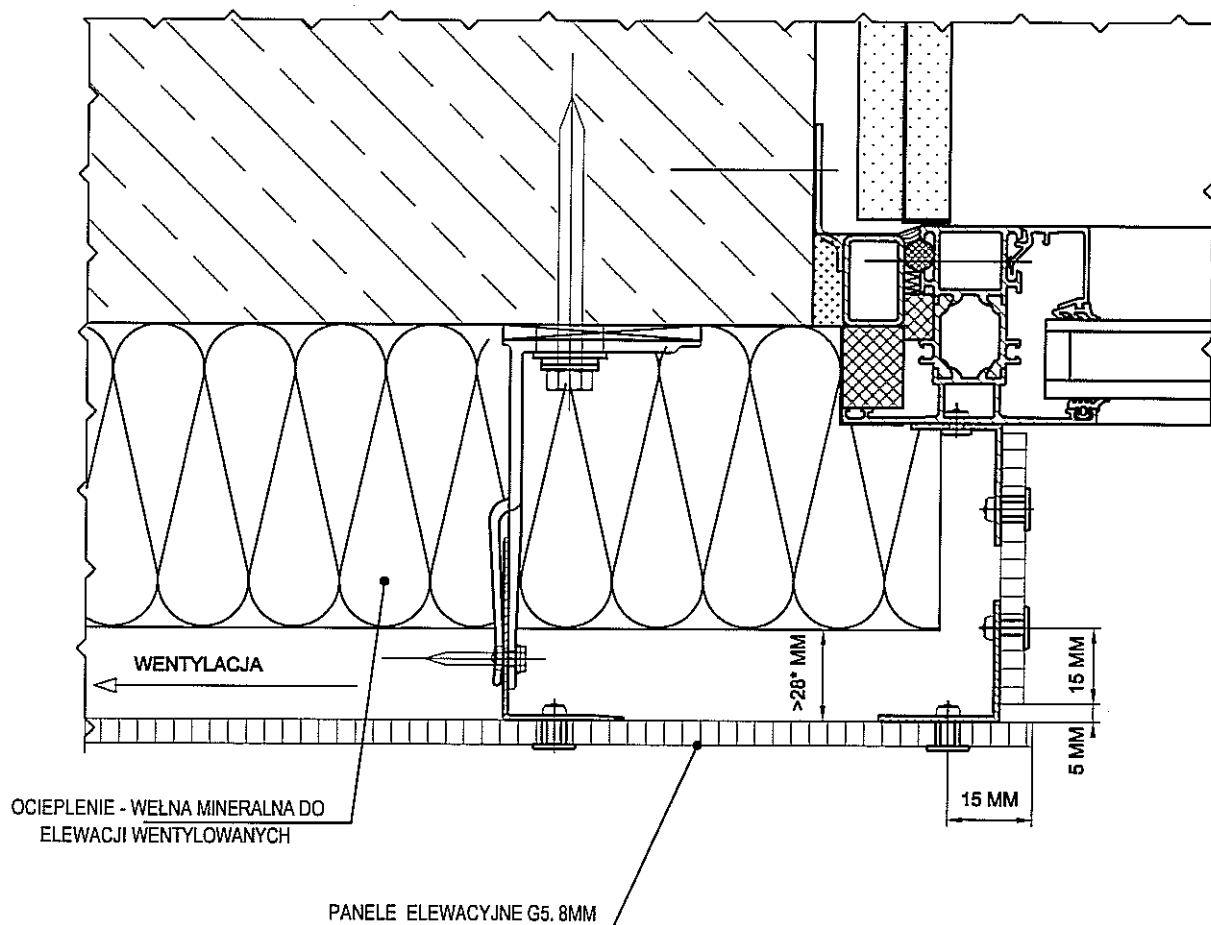 WENTYLACJA
>28* MM
15 MM
5 MM
15 MM
OCIEPLENIE - WEŁNA MINERALNA DO
ELEWACJI WENTYLOWANYCH
PANELE ELEWACYJNE G5. 8MM